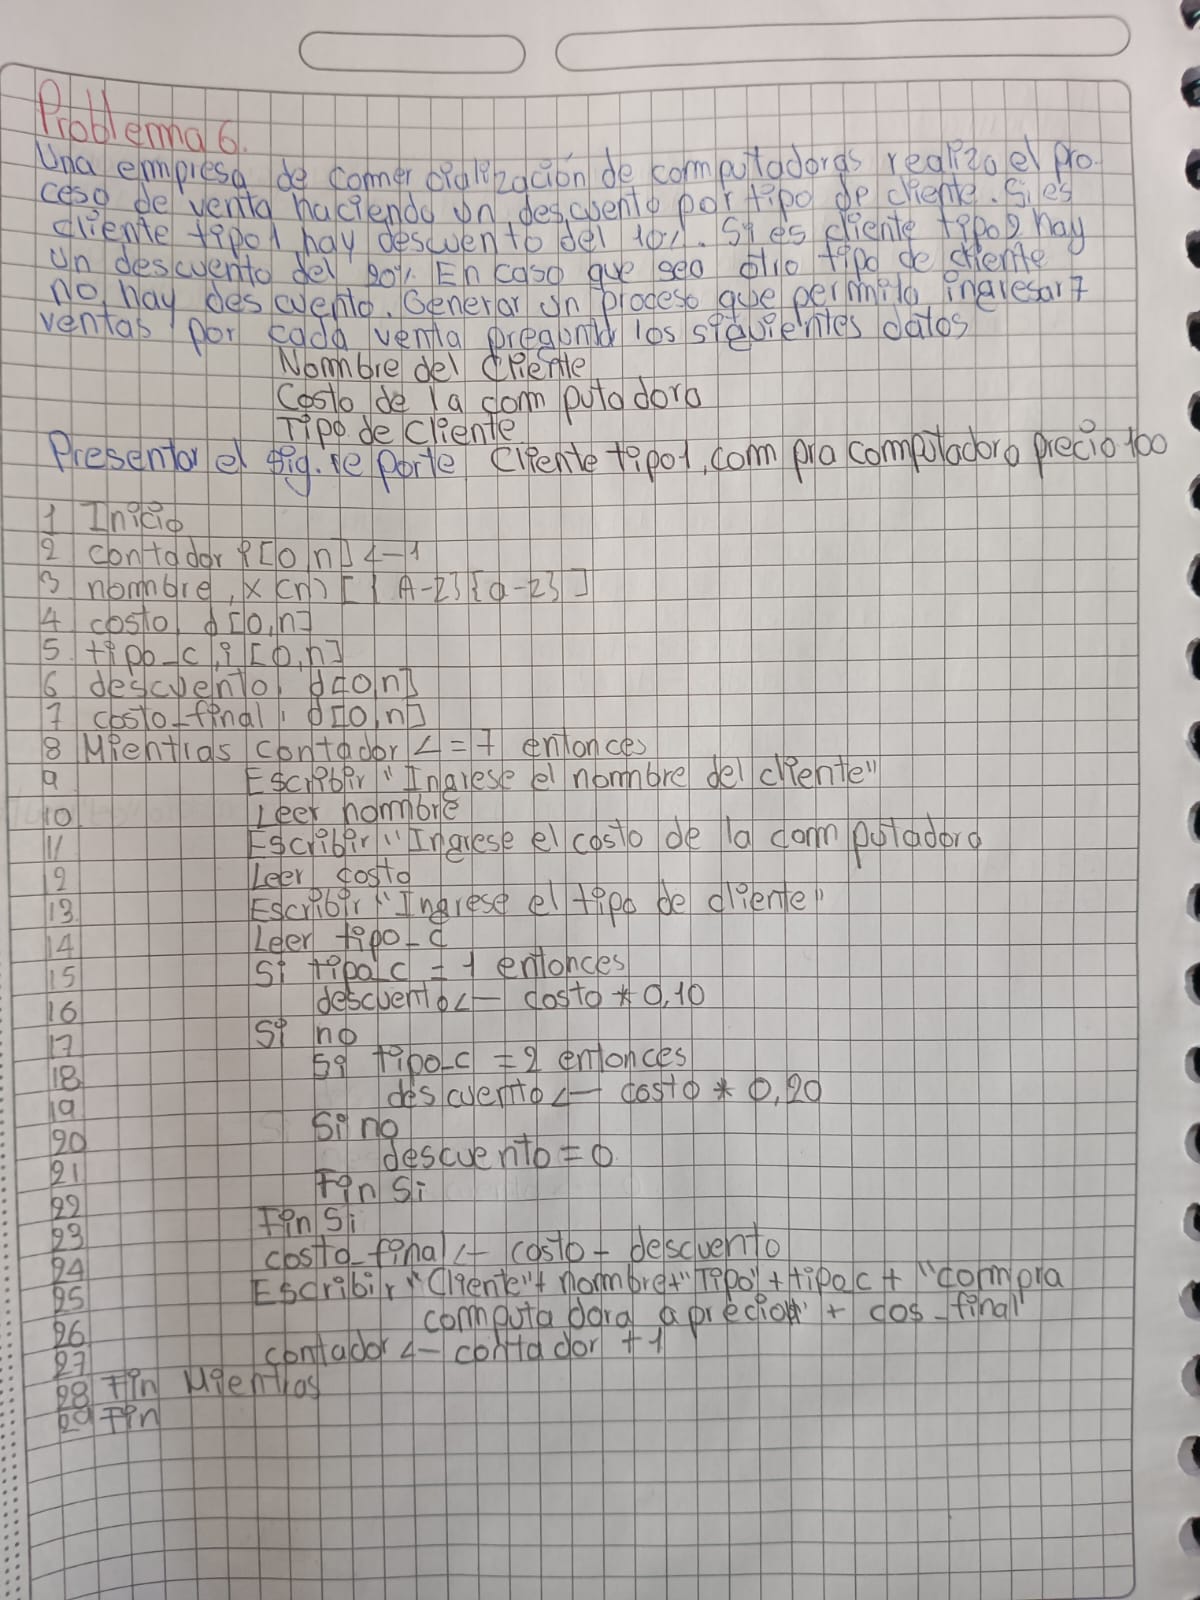 Problema 6.
Una empresa de comercialización de computadoras realiza el pro-
ceso de venta haciendo un descuento por tipo de cliente. Si es
cliente tipo1 hay descuento del 10%. Si es cliente tipo2 hay
un descuento del 20%. En caso que sea otro tipo de cliente
no hay descuento. Generar un proceso que permita ingresar 7
ventas por cada venta pregunta los siguientes datos
Nombre del Cliente
Costo de la computadora
Tipo de cliente
Presentar el sig. reporte Cliente tipo1, compra computadora precio 100
1 Inicio
2 contador i [0,n] <- 1
3 nombre, x (n) [{A-Z}{a-z}]
4 costo, d [0,n]
5 tipo_c, i [0,n]
6 descuento, d [0,n]
7 costo_final, d [0,n]
8 Mientras contador <= 7 entonces
9 Escribir "Ingrese el nombre del cliente"
10 Leer nombre
11 Escribir "Ingrese el costo de la computadora
12 Leer costo
13 Escribir "Ingrese el tipo de cliente"
14 Leer tipo_c
15 Si tipo_c = 1 entonces
16 descuento <- costo * 0,10
17 Si no
18 Si tipo_c = 2 entonces
19 descuento <- costo * 0,20
20 Si no
21 descuento = 0
22 Fin Si
23 Fin Si
24 costo_final <- costo - descuento
25 Escribir "Cliente" + nombre + "Tipo" + tipo_c + "compra
26 computadora a precio" + cos_final
27 contador <- contador + 1
28 Fin Mientras
29 Fin